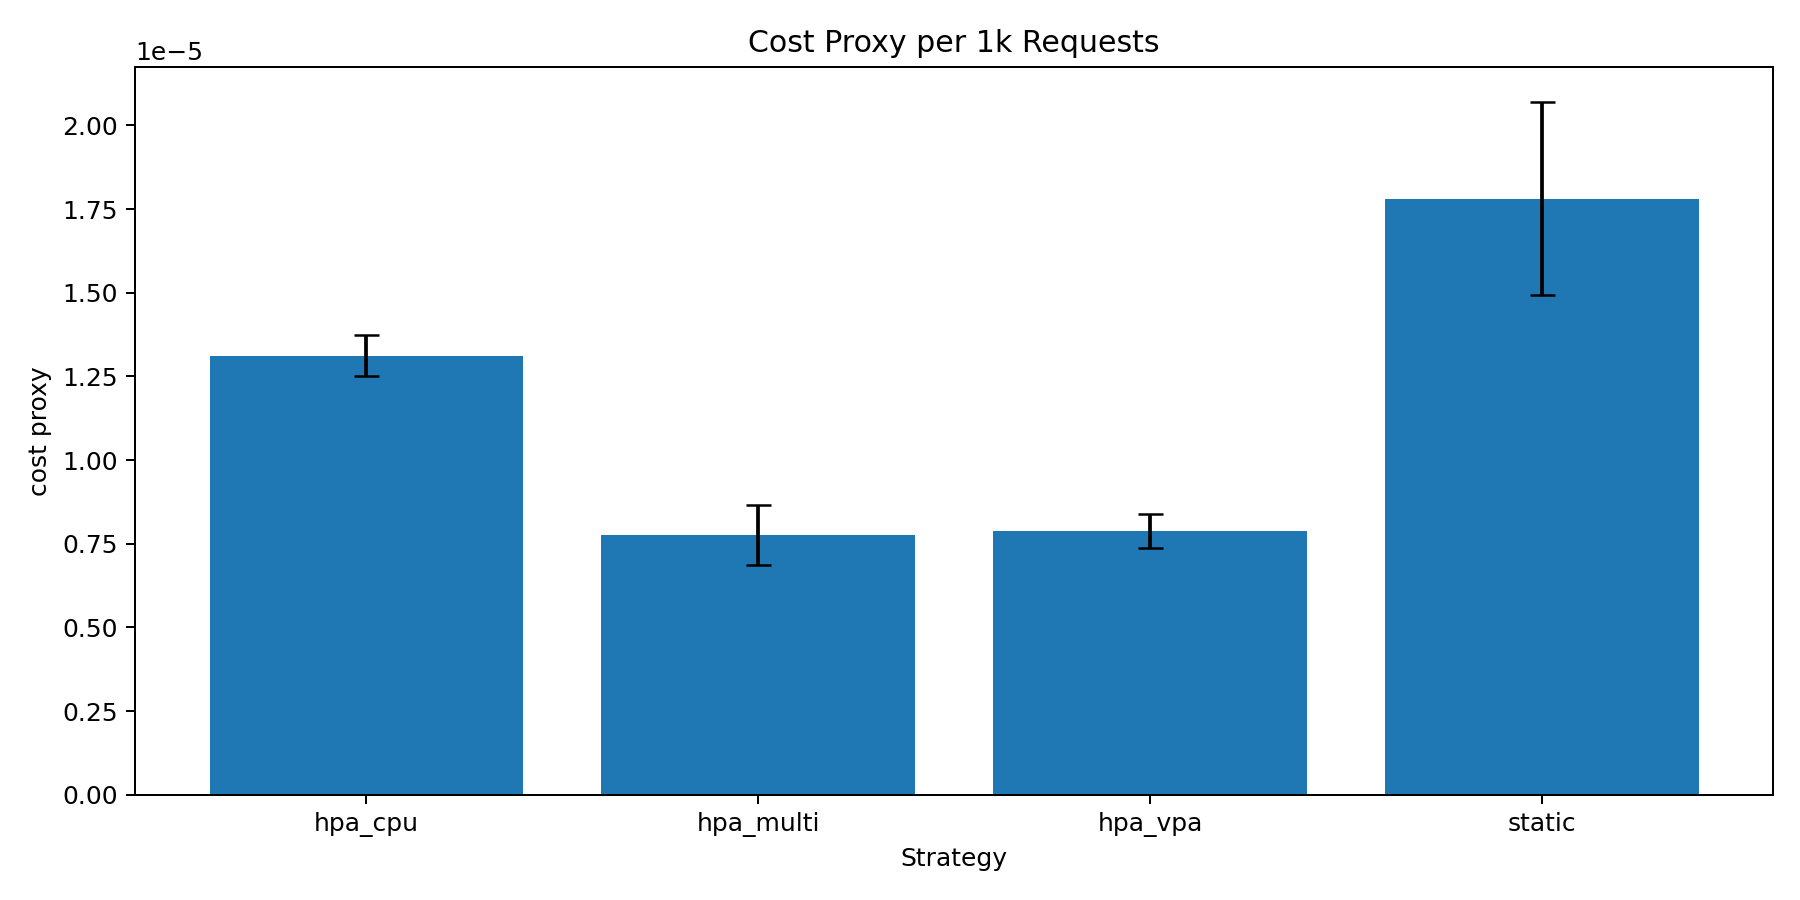 Cost Proxy per 1k Requests
1e−5
2.00
1.75
1.50
1.25
1.00
0.75
0.50
0.25
0.00
cost proxy
hpa_cpu
hpa_multi
hpa_vpa
static
Strategy